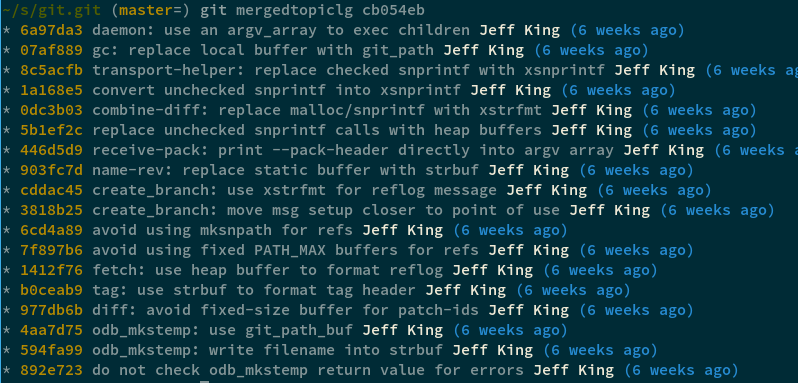 ~/s/git.git (master=) git mergedtopiclg cb054eb
* 6a97da3 daemon: use an argv_array to exec children Jeff King (6 weeks ago)
* 07af889 gc: replace local buffer with git_path Jeff King (6 weeks ago)
* 8c5acfb transport-helper: replace checked snprintf with xsnprintf Jeff King (6 weeks ag
* 1a168e5 convert unchecked snprintf into xsnprintf Jeff King (6 weeks ago)
* 0dc3b03 combine-diff: replace malloc/snprintf with xstrfmt Jeff King (6 weeks ago)
* 5b1ef2c replace unchecked snprintf calls with heap buffers Jeff King (6 weeks ago)
* 446d5d9 receive-pack: print --pack-header directly into argv array Jeff King (6 weeks a
* 903fc7d name-rev: replace static buffer with strbuf Jeff King (6 weeks ago)
* cddac45 create_branch: use xstrfmt for reflog message Jeff King (6 weeks ago)
* 3818b25 create_branch: move msg setup closer to point of use Jeff King (6 weeks ago)
* 6cd4a89 avoid using mksnpath for refs Jeff King (6 weeks ago)
* 7f897b6 avoid using fixed PATH_MAX buffers for refs Jeff King (6 weeks ago)
* 1412f76 fetch: use heap buffer to format reflog Jeff King (6 weeks ago)
* b0ceab9 tag: use strbuf to format tag header Jeff King (6 weeks ago)
* 977db6b diff: avoid fixed-size buffer for patch-ids Jeff King (6 weeks ago)
* 4aa7d75 odb_mkstemp: use git_path_buf Jeff King (6 weeks ago)
* 594fa99 odb_mkstemp: write filename into strbuf Jeff King (6 weeks ago)
* 892e723 do not check odb_mkstemp return value for errors Jeff King (6 weeks ago)